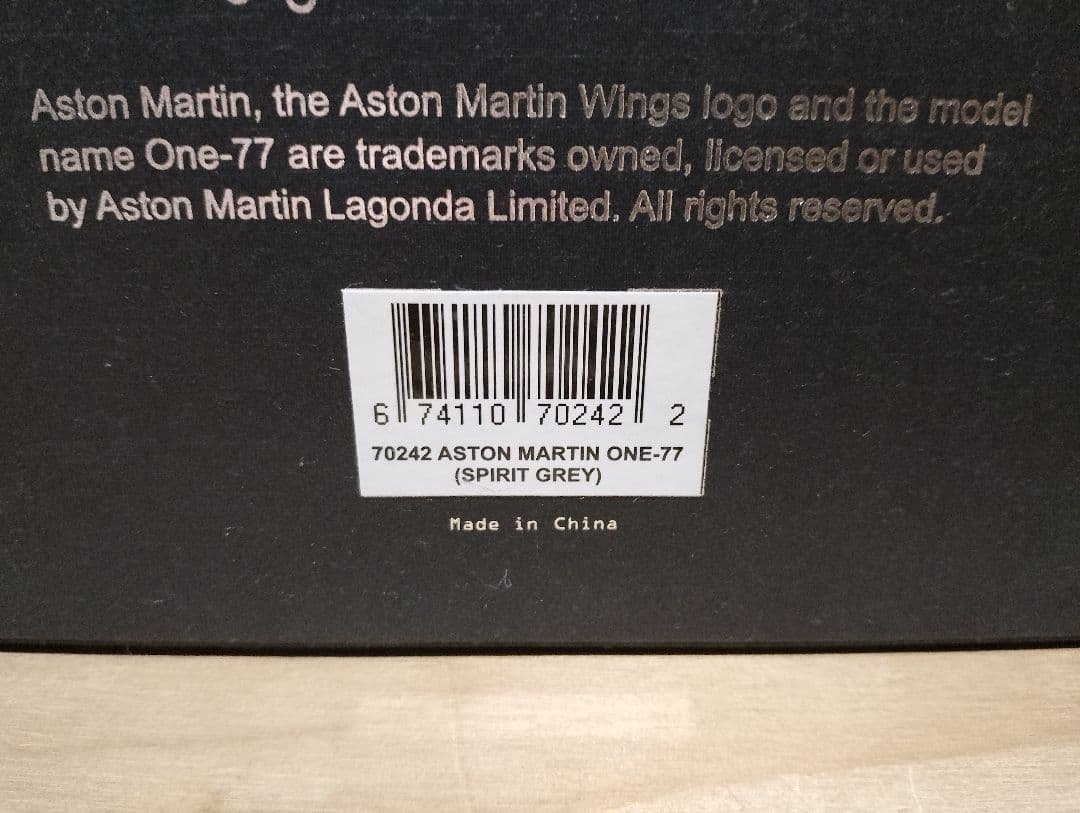 Aston Martin, the Aston Martin Wings logo and the model
name One-77 are trademarks owned, licensed or used
by Aston Martin Lagonda Limited. All rights reserved.
6 74110 70242 2
70242 ASTON MARTIN ONE-77
(SPIRIT GREY)
Made in China